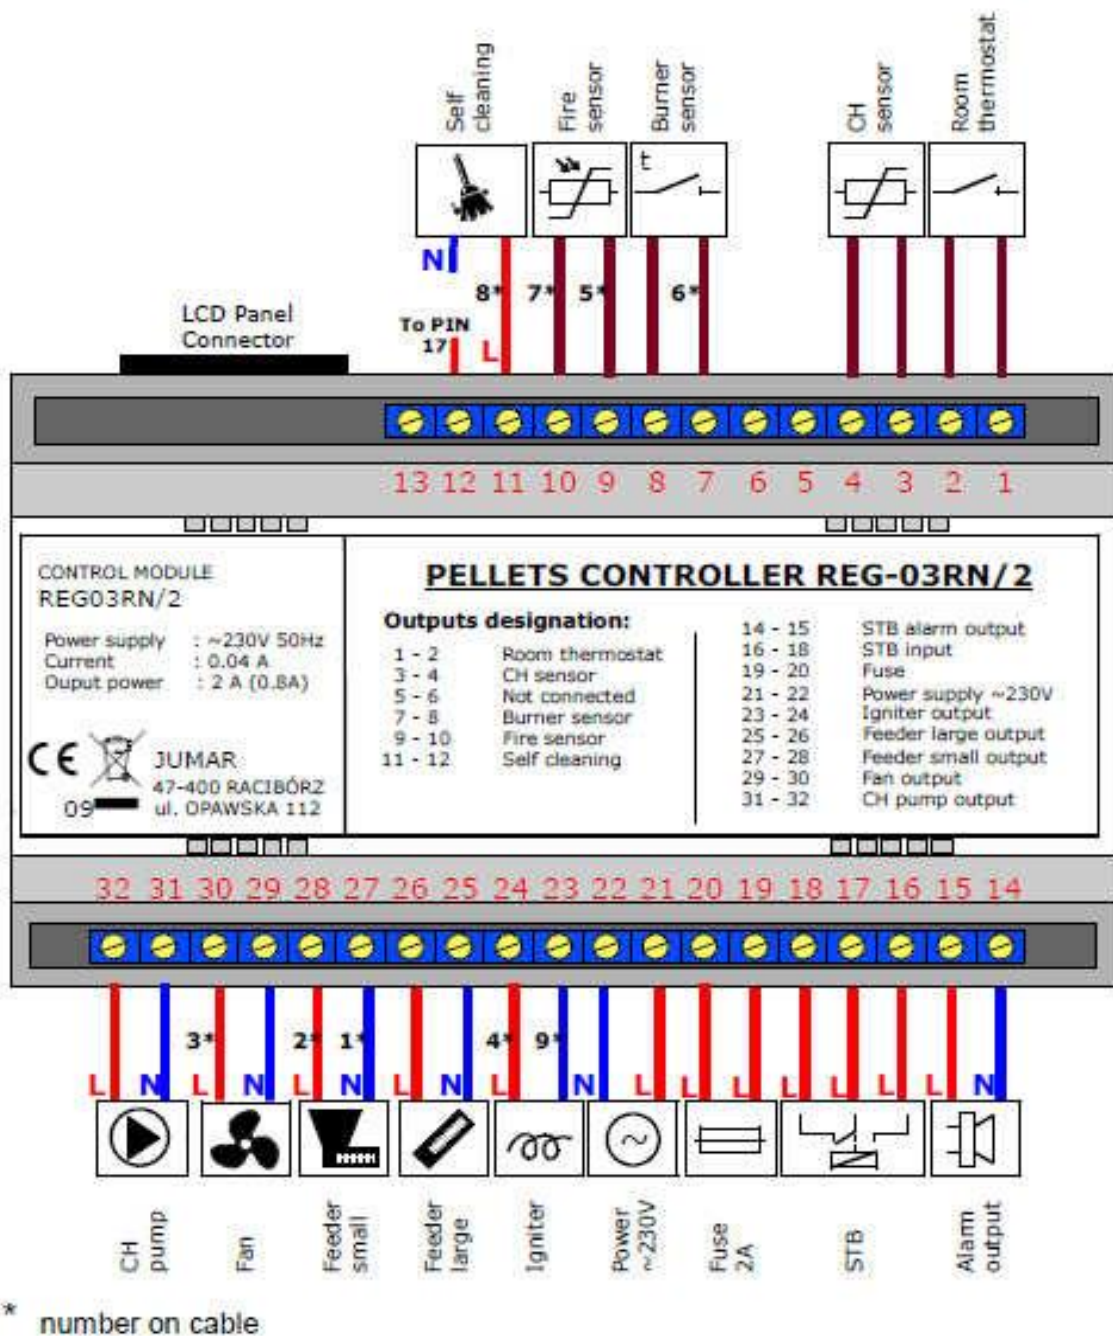 Self
cleaning
Fire
sensor
Burner
sensor
CH
sensor
Room
thermostat
t
N
8*
7*
5*
6*
LCD Panel
Connector
To PIN
17
L
13 12 11 10 9 8 7 6 5 4 3 2 1
CONTROL MODULE
REG03RN/2
Power supply : ~230V 50Hz
Current : 0.04 A
Ouput power : 2 A (0.8A)
CE
JUMAR
47-400 RACIBÓRZ
09
ul. OPAWSKA 112
PELLETS CONTROLLER REG-03RN/2
Outputs designation:
1 - 2 Room thermostat
3 - 4 CH sensor
5 - 6 Not connected
7 - 8 Burner sensor
9 - 10 Fire sensor
11 - 12 Self cleaning
14 - 15 STB alarm output
16 - 18 STB input
19 - 20 Fuse
21 - 22 Power supply ~230V
23 - 24 Igniter output
25 - 26 Feeder large output
27 - 28 Feeder small output
29 - 30 Fan output
31 - 32 CH pump output
32 31 30 29 28 27 26 25 24 23 22 21 20 19 18 17 16 15 14
3* 2* 1* 4* 9*
L N L N L N L N L N L L L L L L L N
CH
pump
Fan
Feeder
small
Feeder
large
Igniter
Power
~230V
Fuse
2A
STB
Alarm
output
* number on cable